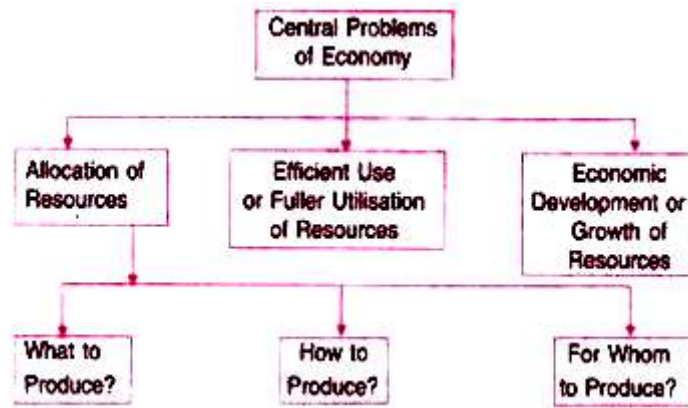 Central Problems
of Economy
Allocation of
Resources
Efficient Use
or Fuller Utilisation
of Resources
Economic
Development or
Growth of
Resources
What to
Produce?
How to
Produce?
For Whom
to Produce?